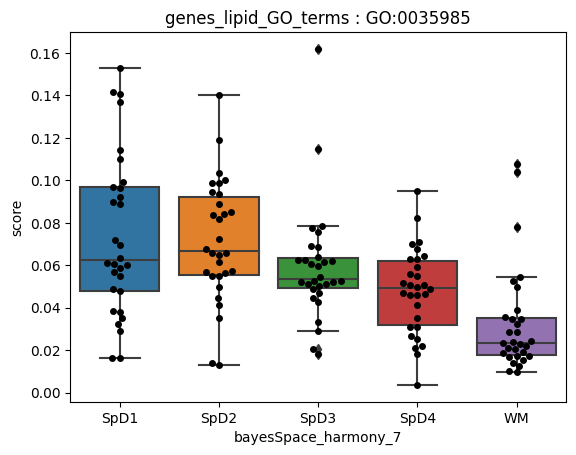 genes_lipid_GO_terms : GO:0035985
0.16
0.14
0.12
0.10
0.08
0.06
0.04
0.02
0.00
score
SpD1 SpD2 SpD3 SpD4 WM
bayesSpace_harmony_7